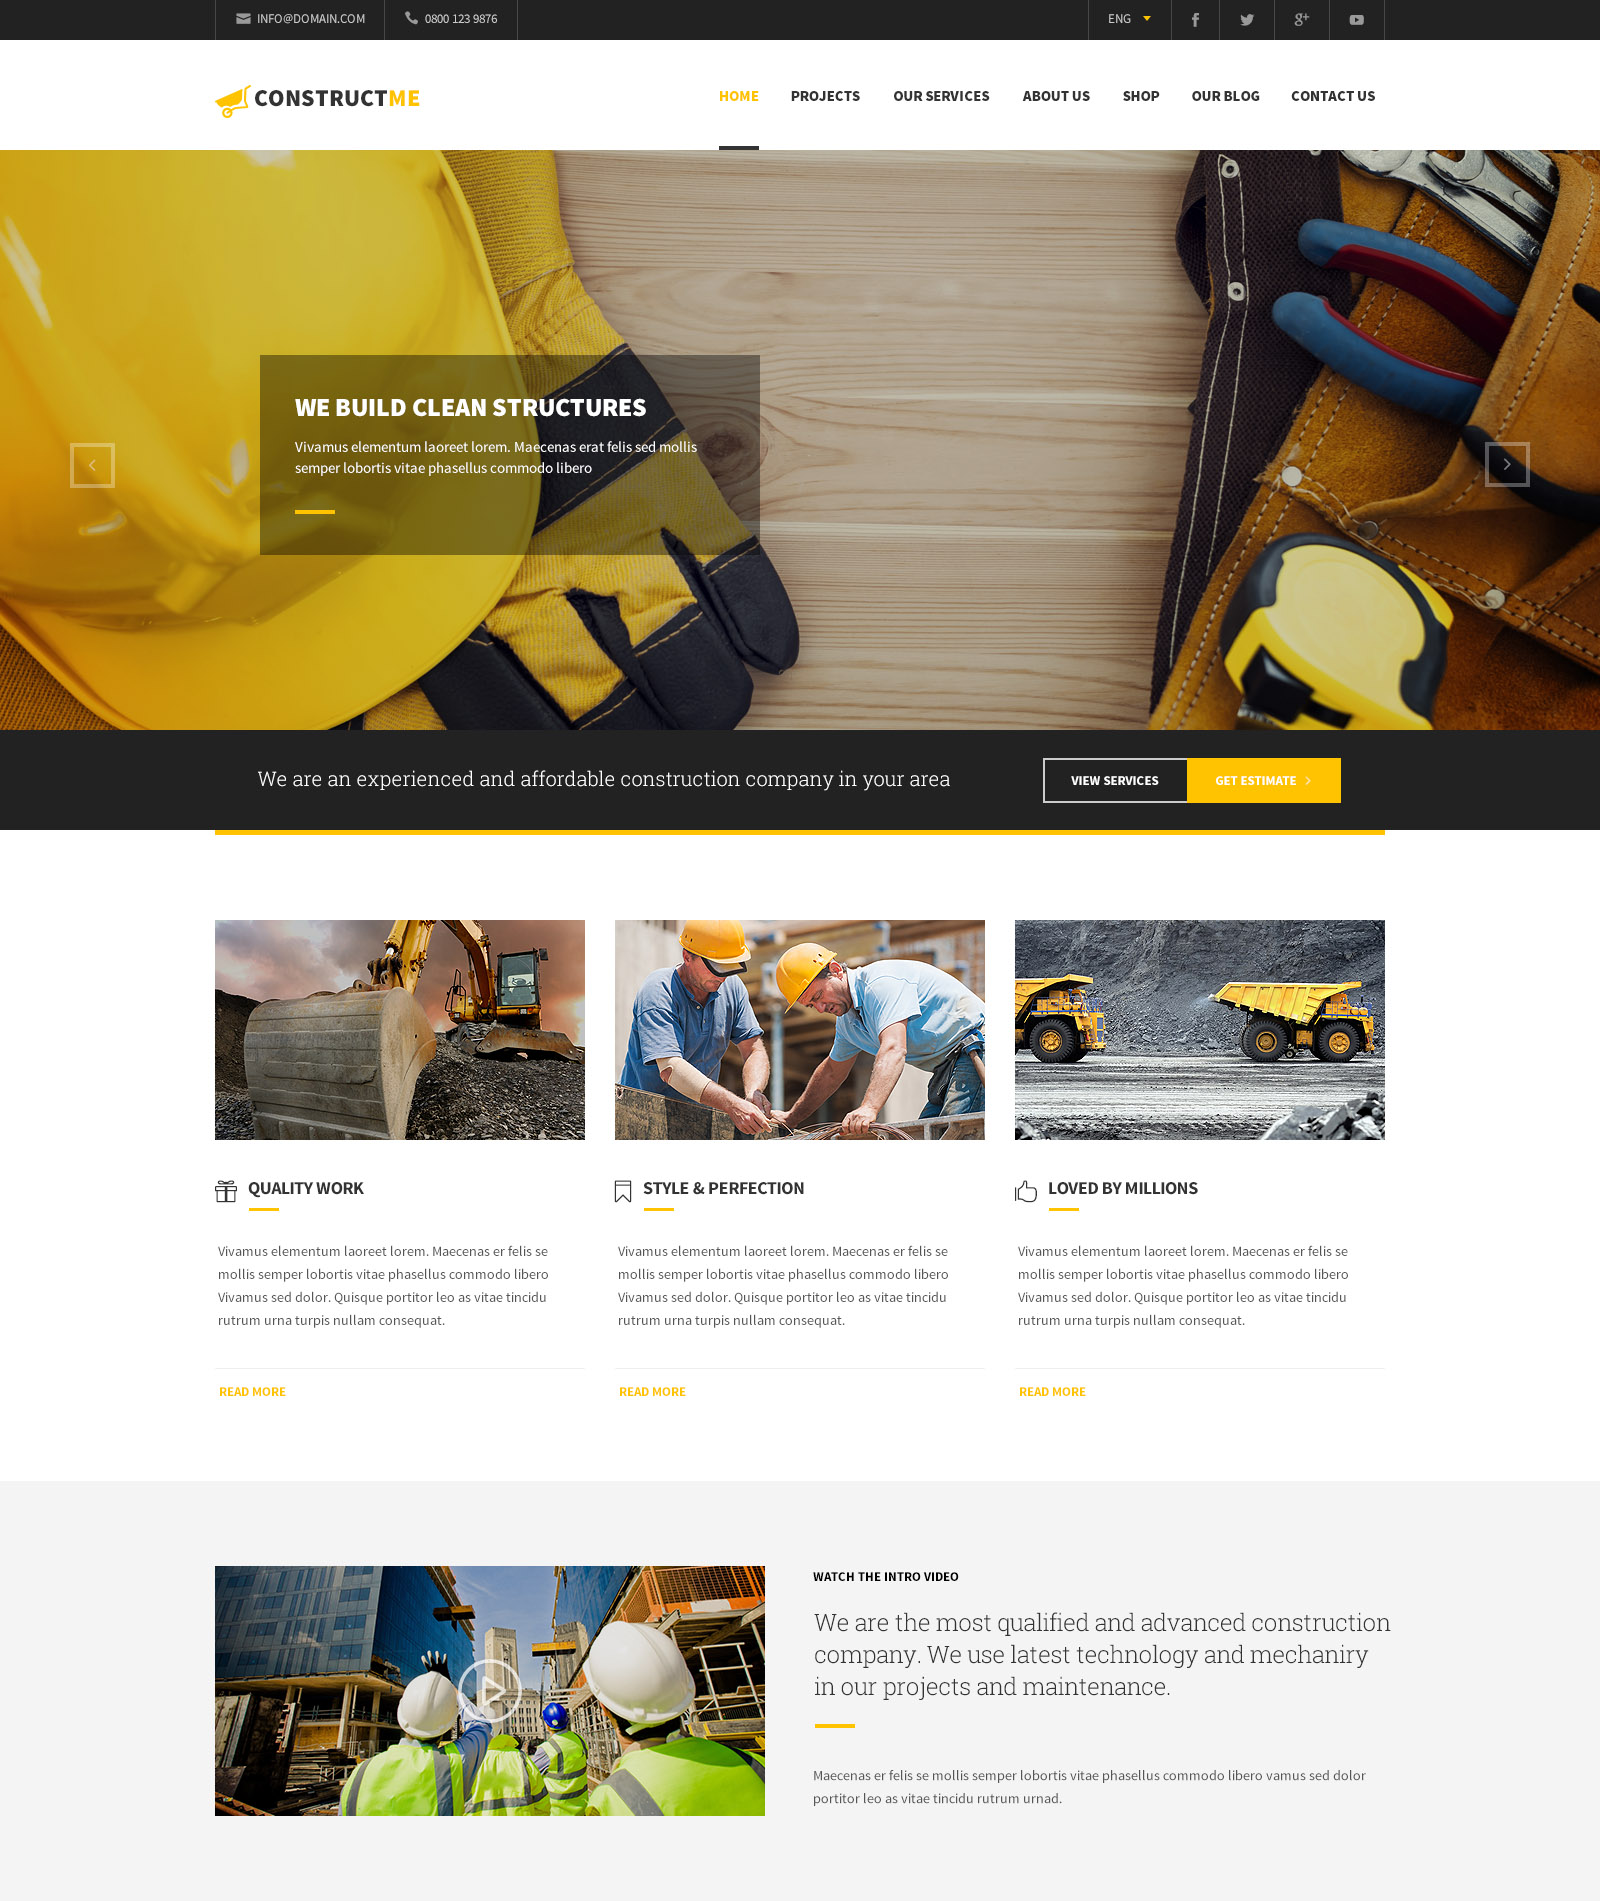 INFO@DOMAIN.COM
0800 123 9876
ENG
CONSTRUCTME
HOME
PROJECTS
OUR SERVICES
ABOUT US
SHOP
OUR BLOG
CONTACT US
WE BUILD CLEAN STRUCTURES
Vivamus elementum laoreet lorem. Maecenas erat felis sed mollis
semper lobortis vitae phasellus commodo libero
We are an experienced and affordable construction company in your area
VIEW SERVICES
GET ESTIMATE
QUALITY WORK
Vivamus elementum laoreet lorem. Maecenas er felis se
mollis semper lobortis vitae phasellus commodo libero
Vivamus sed dolor. Quisque portitor leo as vitae tincidu
rutrum urna turpis nullam consequat.
READ MORE
STYLE & PERFECTION
Vivamus elementum laoreet lorem. Maecenas er felis se
mollis semper lobortis vitae phasellus commodo libero
Vivamus sed dolor. Quisque portitor leo as vitae tincidu
rutrum urna turpis nullam consequat.
READ MORE
LOVED BY MILLIONS
Vivamus elementum laoreet lorem. Maecenas er felis se
mollis semper lobortis vitae phasellus commodo libero
Vivamus sed dolor. Quisque portitor leo as vitae tincidu
rutrum urna turpis nullam consequat.
READ MORE
WATCH THE INTRO VIDEO
We are the most qualified and advanced construction
company. We use latest technology and mechaniry
in our projects and maintenance.
Maecenas er felis se mollis semper lobortis vitae phasellus commodo libero vamus sed dolor
portitor leo as vitae tincidu rutrum urnad.